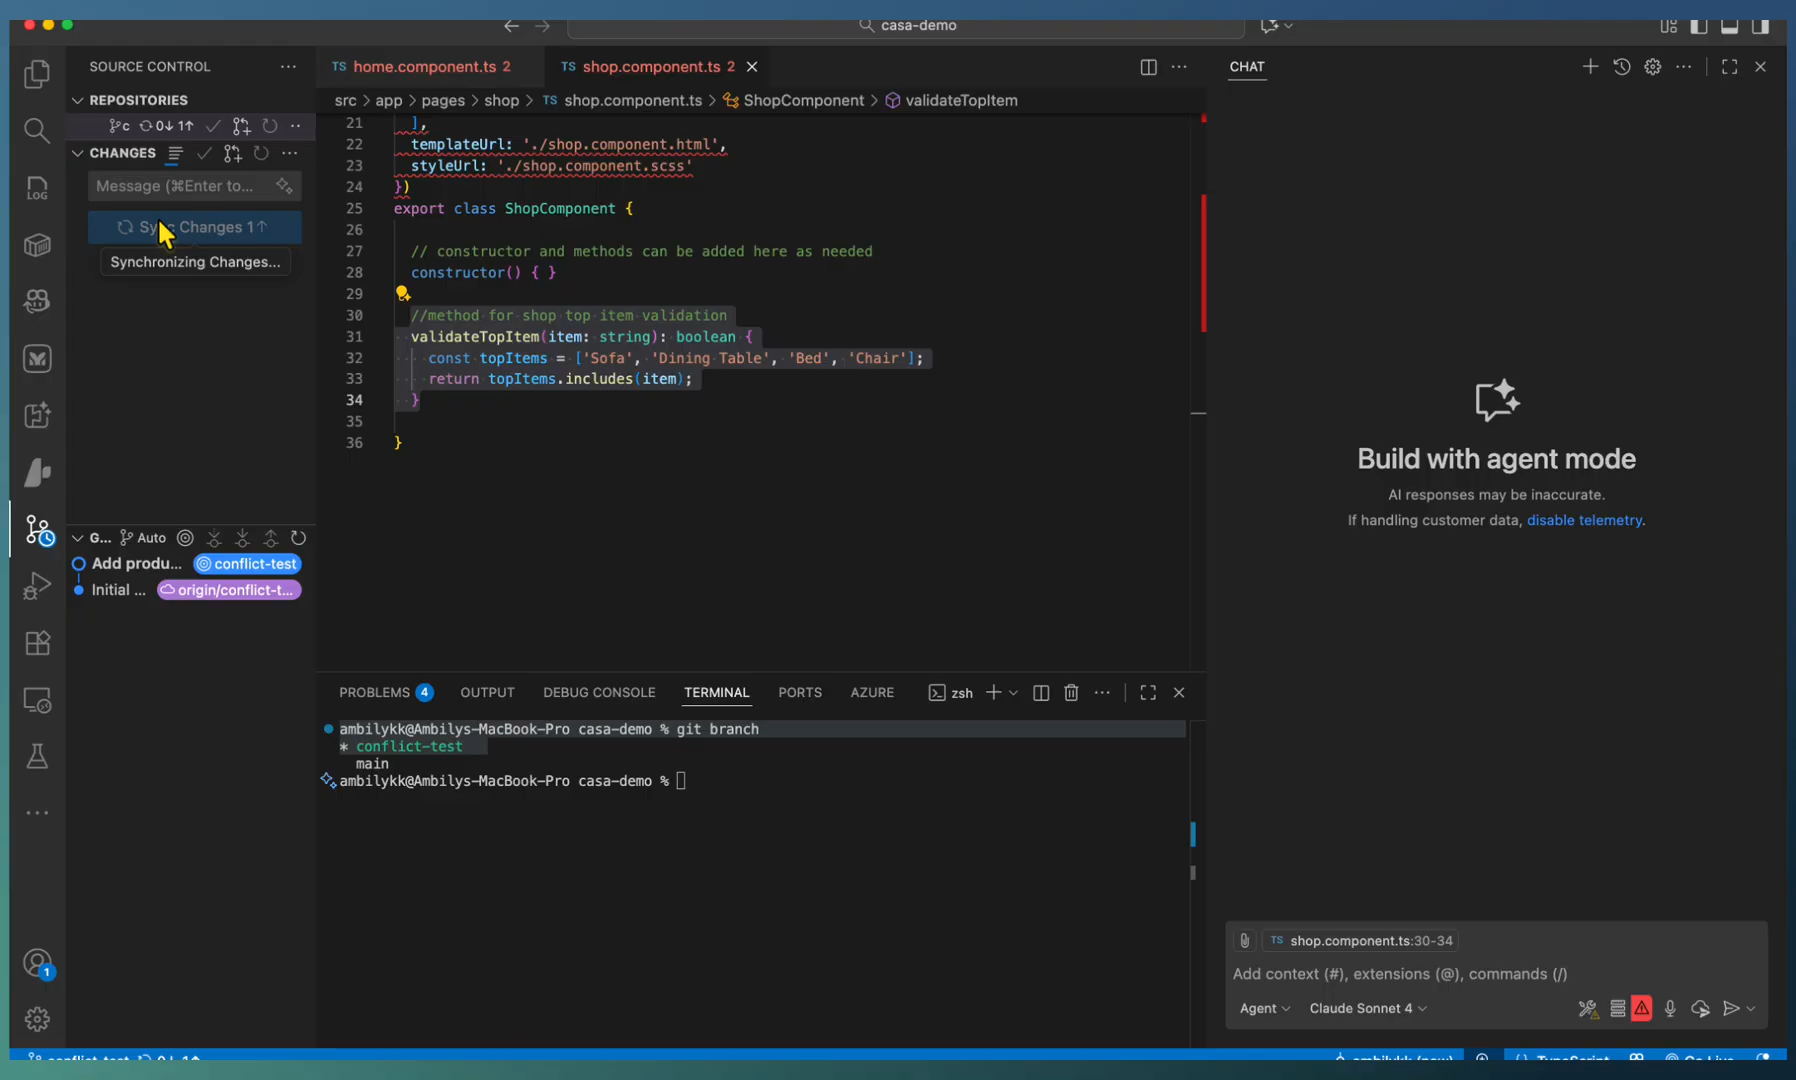 casa-demo
SOURCE CONTROL
REPOSITORIES
c 0↓ 1↑
CHANGES
Message (⌘Enter to...
Changes 1↑
Synchronizing Changes...
G... Auto
Add produ... conflict-test
Initial ... origin/conflict-t...
LOG
1
home.component.ts 2
shop.component.ts 2
src > app > pages > shop > TS shop.component.ts > ShopComponent > validateTopItem
21 ],
22 templateUrl: './shop.component.html',
23 styleUrl: './shop.component.scss'
24 })
25 export class ShopComponent {
26
27 // constructor and methods can be added here as needed
28 constructor() { }
29
30 //method for shop top item validation
31 validateTopItem(item: string): boolean {
32 const topItems = ['Sofa', 'Dining Table', 'Bed', 'Chair'];
33 return topItems.includes(item);
34 }
35
36 }
PROBLEMS 4 OUTPUT DEBUG CONSOLE TERMINAL PORTS AZURE zsh
ambilykk@Ambilys-MacBook-Pro casa-demo % git branch
* conflict-test
main
ambilykk@Ambilys-MacBook-Pro casa-demo %
CHAT
Build with agent mode
AI responses may be inaccurate.
If handling customer data, disable telemetry.
TS shop.component.ts:30-34
Add context (#), extensions (@), commands (/)
Agent Claude Sonnet 4